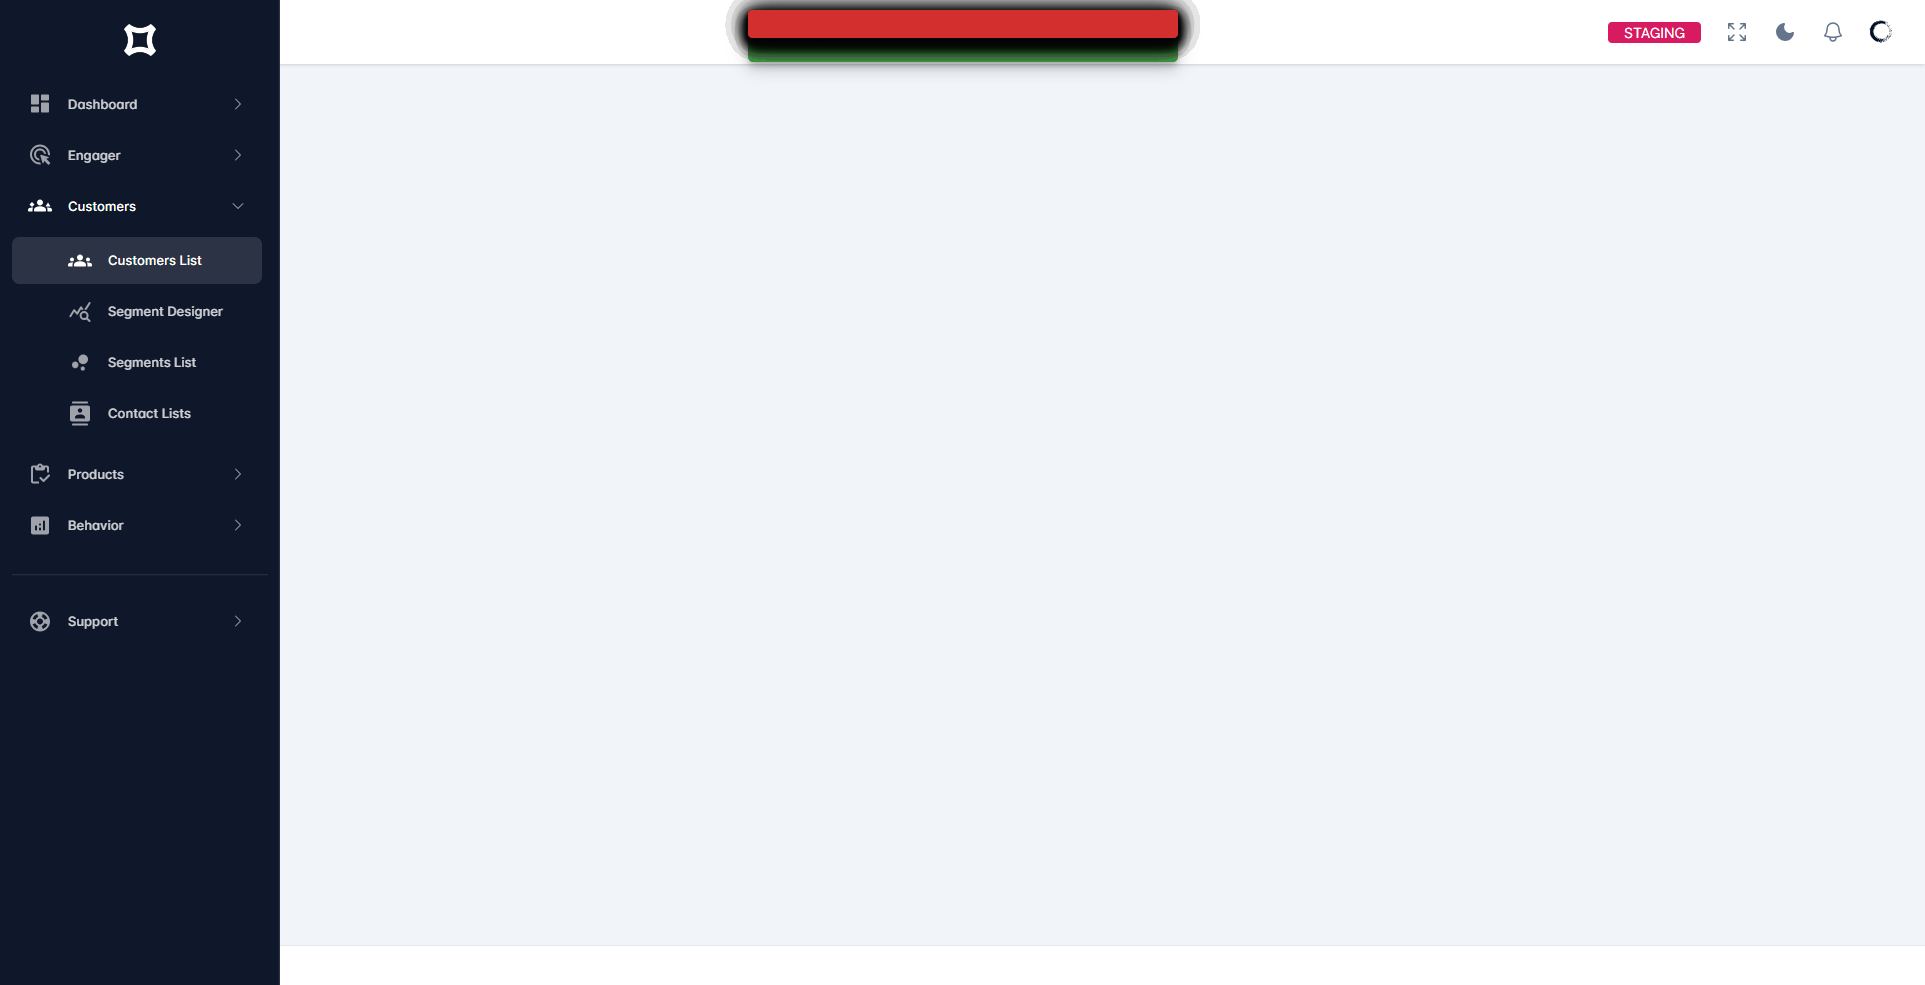 STAGING
Dashboard
Engager
Customers
Customers List
Segment Designer
Segments List
Contact Lists
Products
Behavior
Support